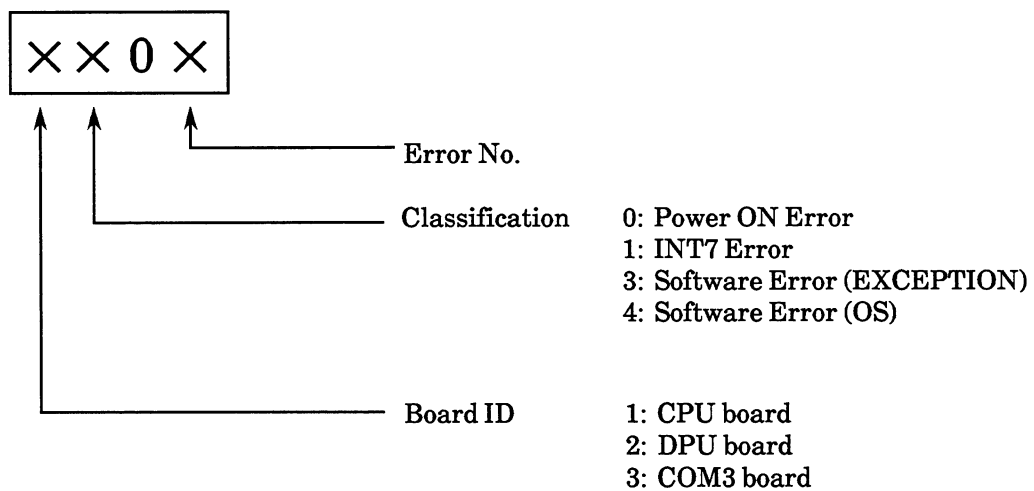 ××0×
Error No.
Classification 0: Power ON Error
1: INT7 Error
3: Software Error (EXCEPTION)
4: Software Error (OS)
Board ID 1: CPU board
2: DPU board
3: COM3 board